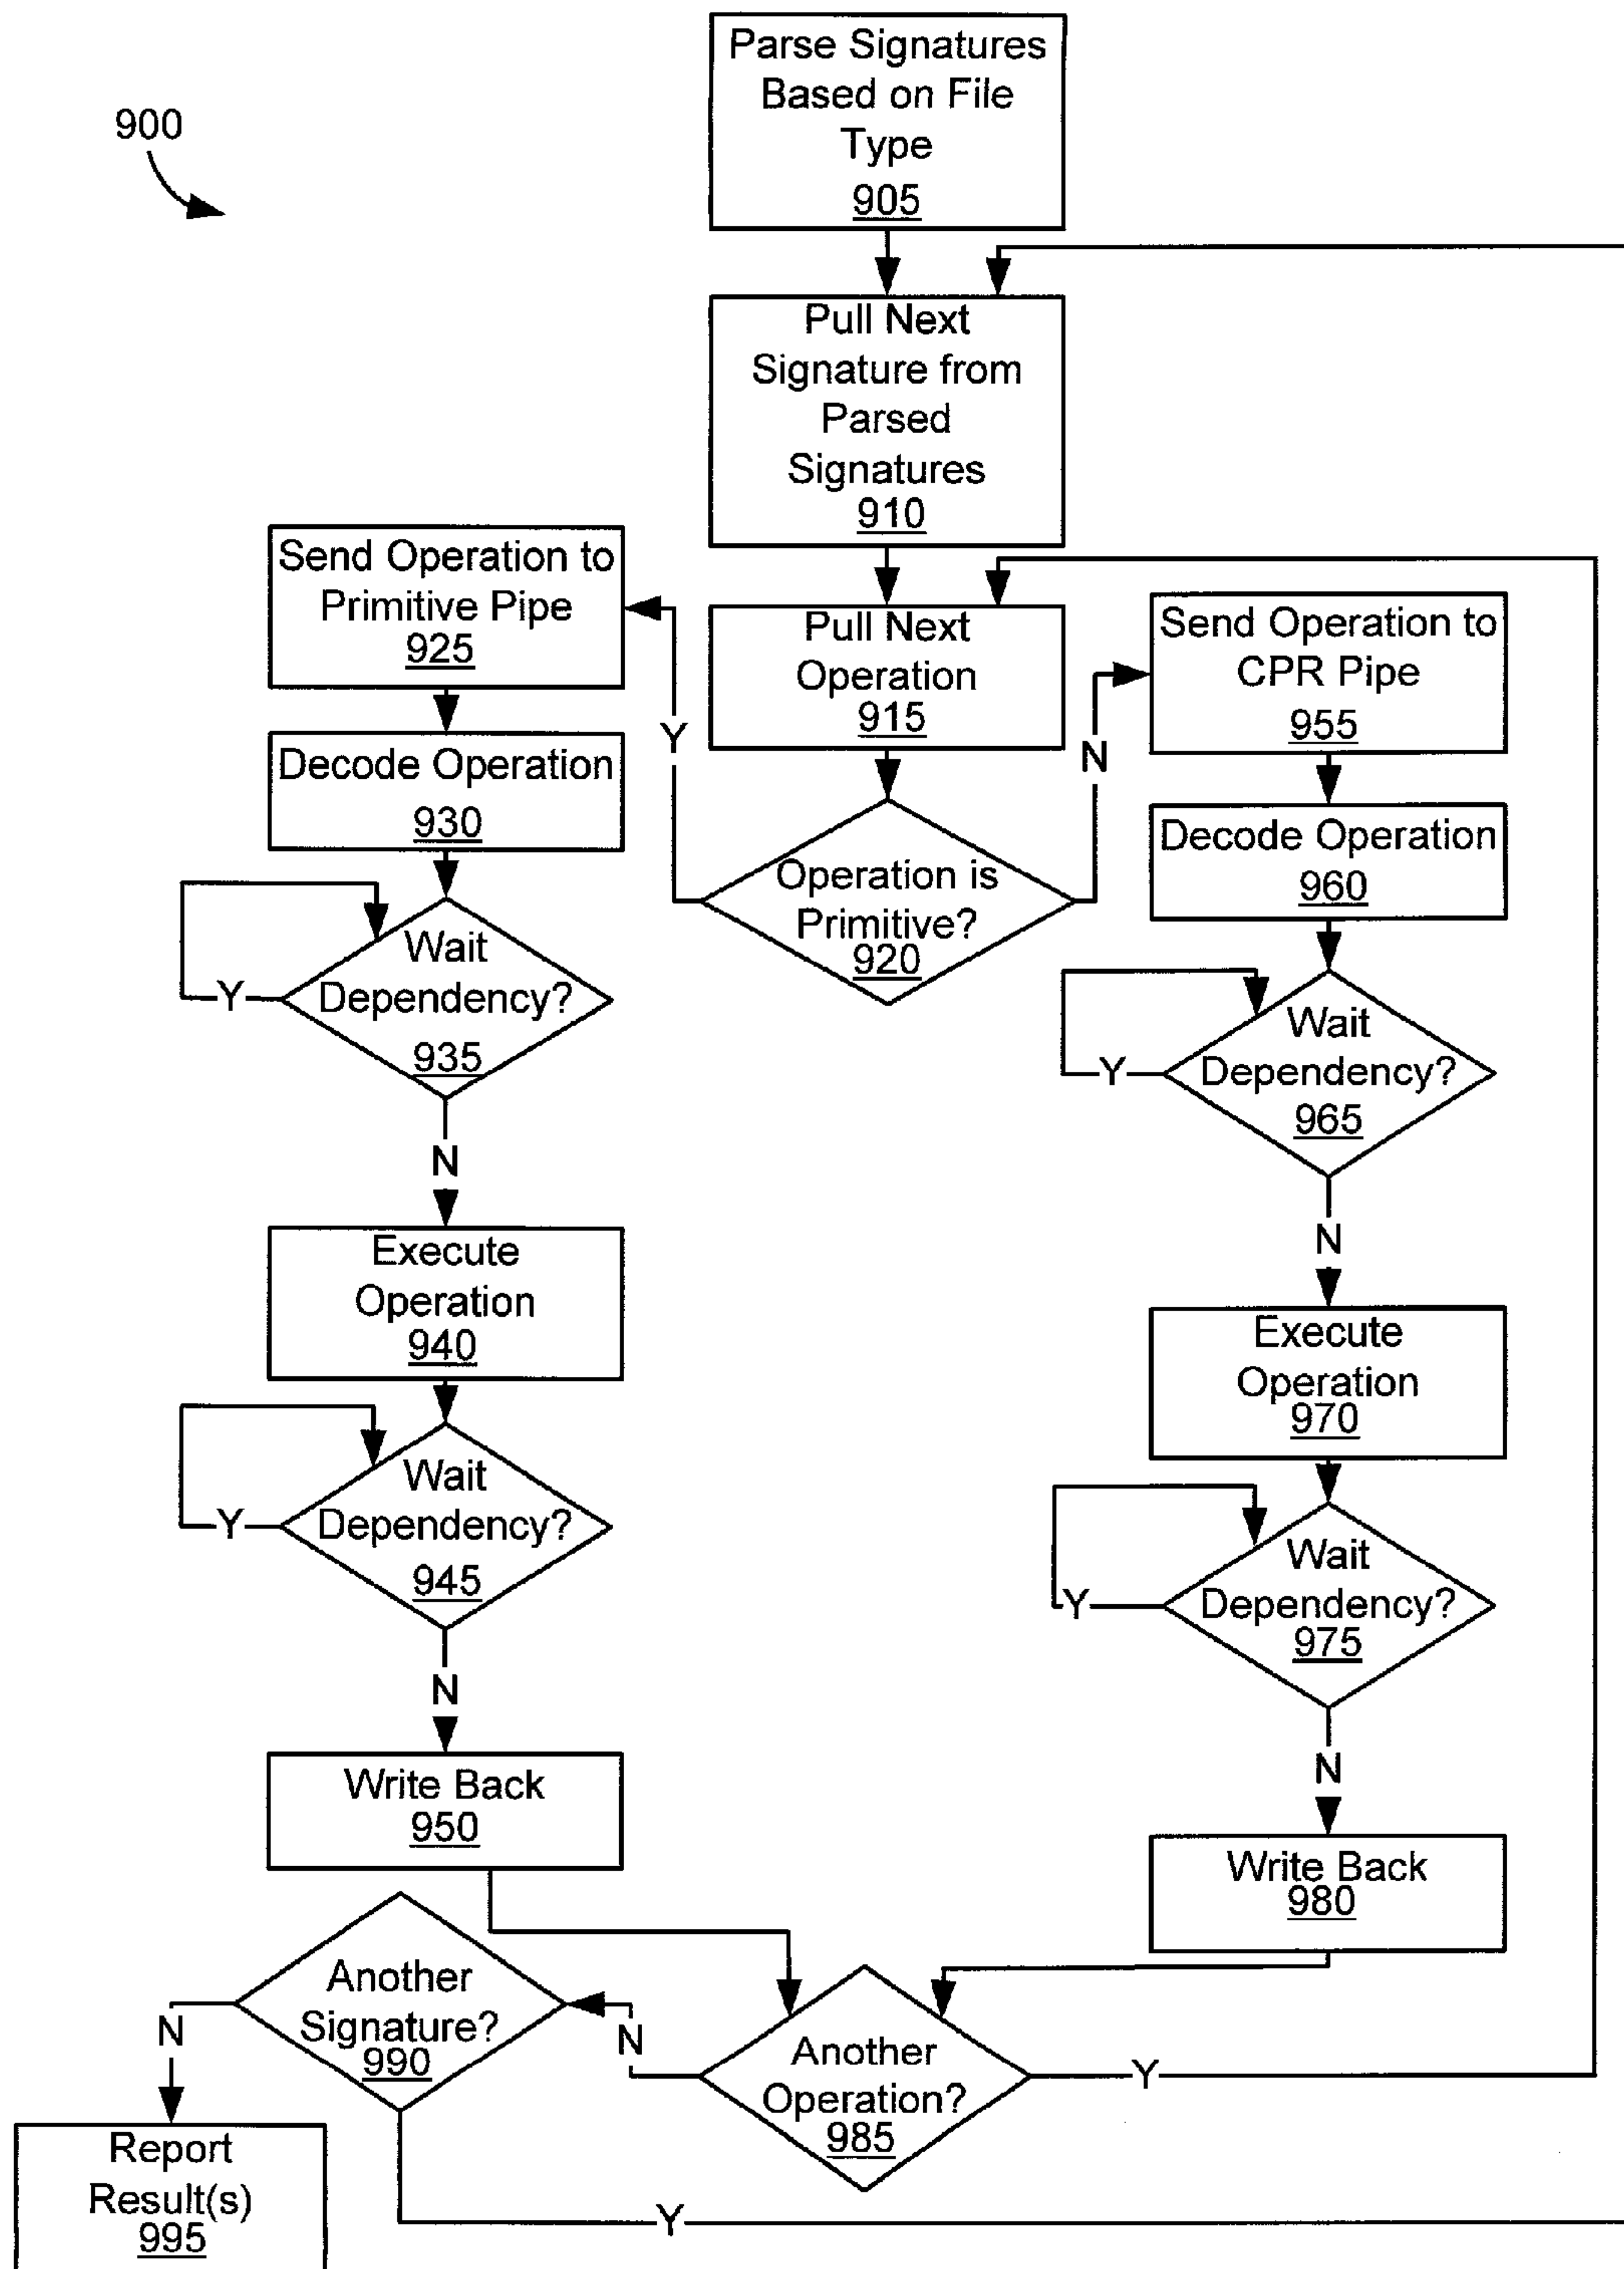 Parse Signatures
Based on File
Type
905
900
Pull Next
Signature from
Parsed
Signatures
910
Send Operation to
Primitive Pipe
925
Pull Next
Operation
915
Send Operation to
CPR Pipe
955
Y
N
Decode Operation
930
Operation is
Primitive?
920
Decode Operation
960
Wait
Dependency?
935
Y
N
Wait
Dependency?
965
Y
N
Execute
Operation
940
Execute
Operation
970
Wait
Dependency?
945
Y
N
Wait
Dependency?
975
Y
N
Write Back
950
Write Back
980
Another
Signature?
990
N
Another
Operation?
985
N
Y
Report
Result(s)
995
Y